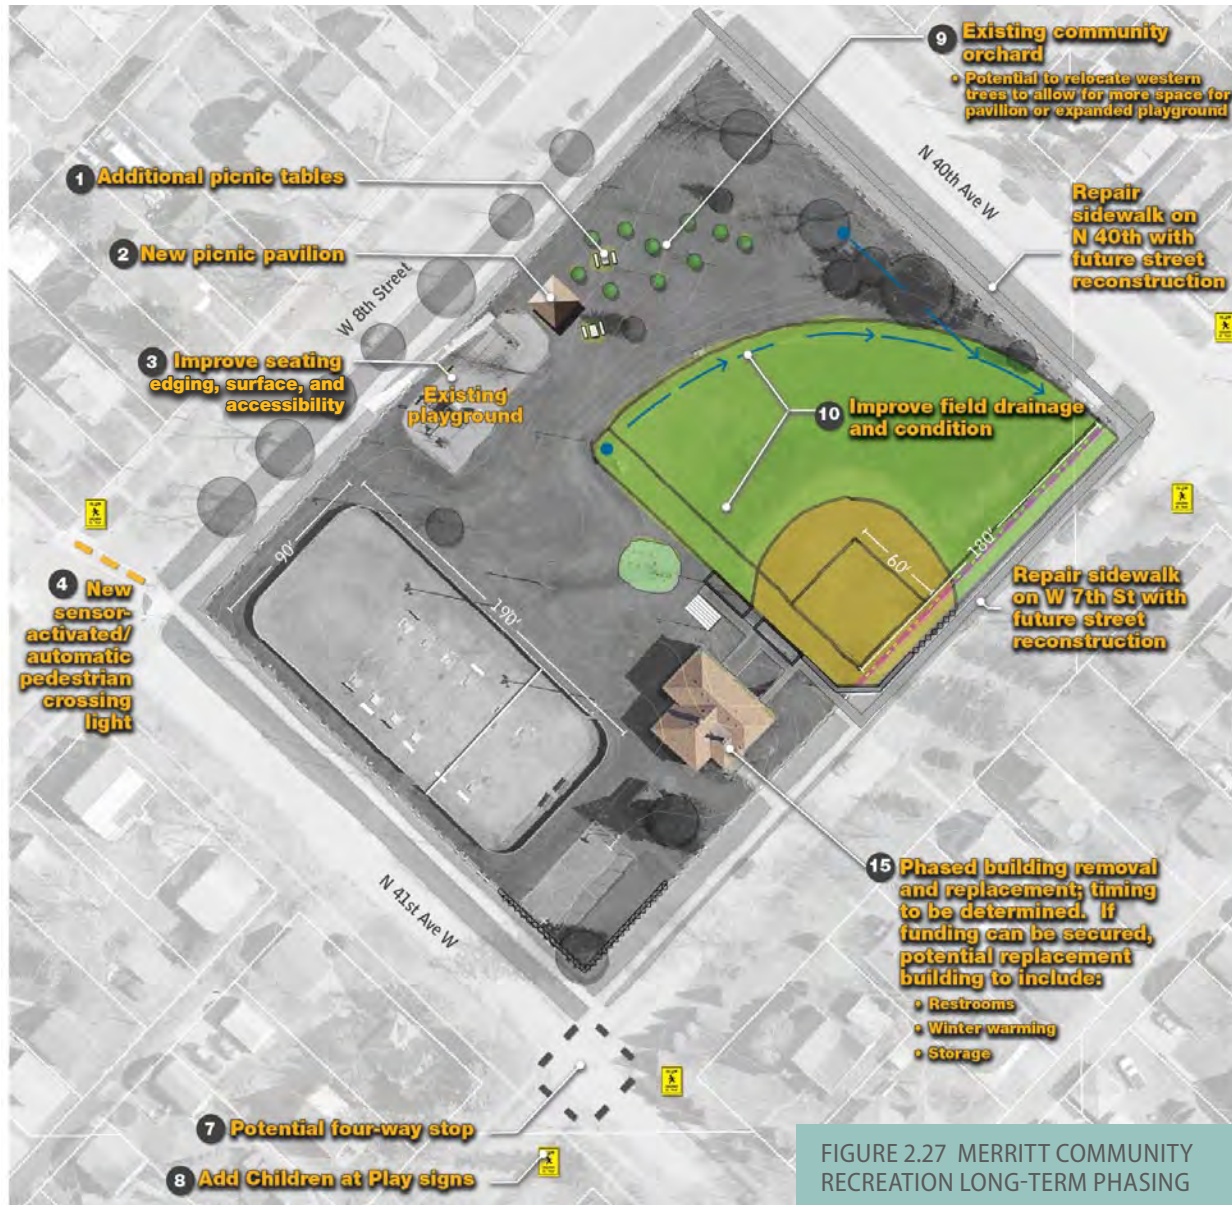 9 Existing community
orchard
• Potential to relocate western
trees to allow for more space for
pavilion or expanded playground
N 40th Ave W
1 Additional picnic tables
Repair
sidewalk on
N 40th with
future street
reconstruction
2 New picnic pavilion
W 8th Street
3 Improve seating
edging, surface, and
accessibility
Existing
playground
10 Improve field drainage
and condition
90'
190'
60'
180'
4 New
sensor-
activated/
automatic
pedestrian
crossing
light
Repair sidewalk
on W 7th St with
future street
reconstruction
N 41st Ave W
15 Phased building removal
and replacement; timing
to be determined. If
funding can be secured,
potential replacement
building to include:
• Restrooms
• Winter warming
• Storage
7 Potential four-way stop
8 Add Children at Play signs
FIGURE 2.27 MERRITT COMMUNITY
RECREATION LONG-TERM PHASING